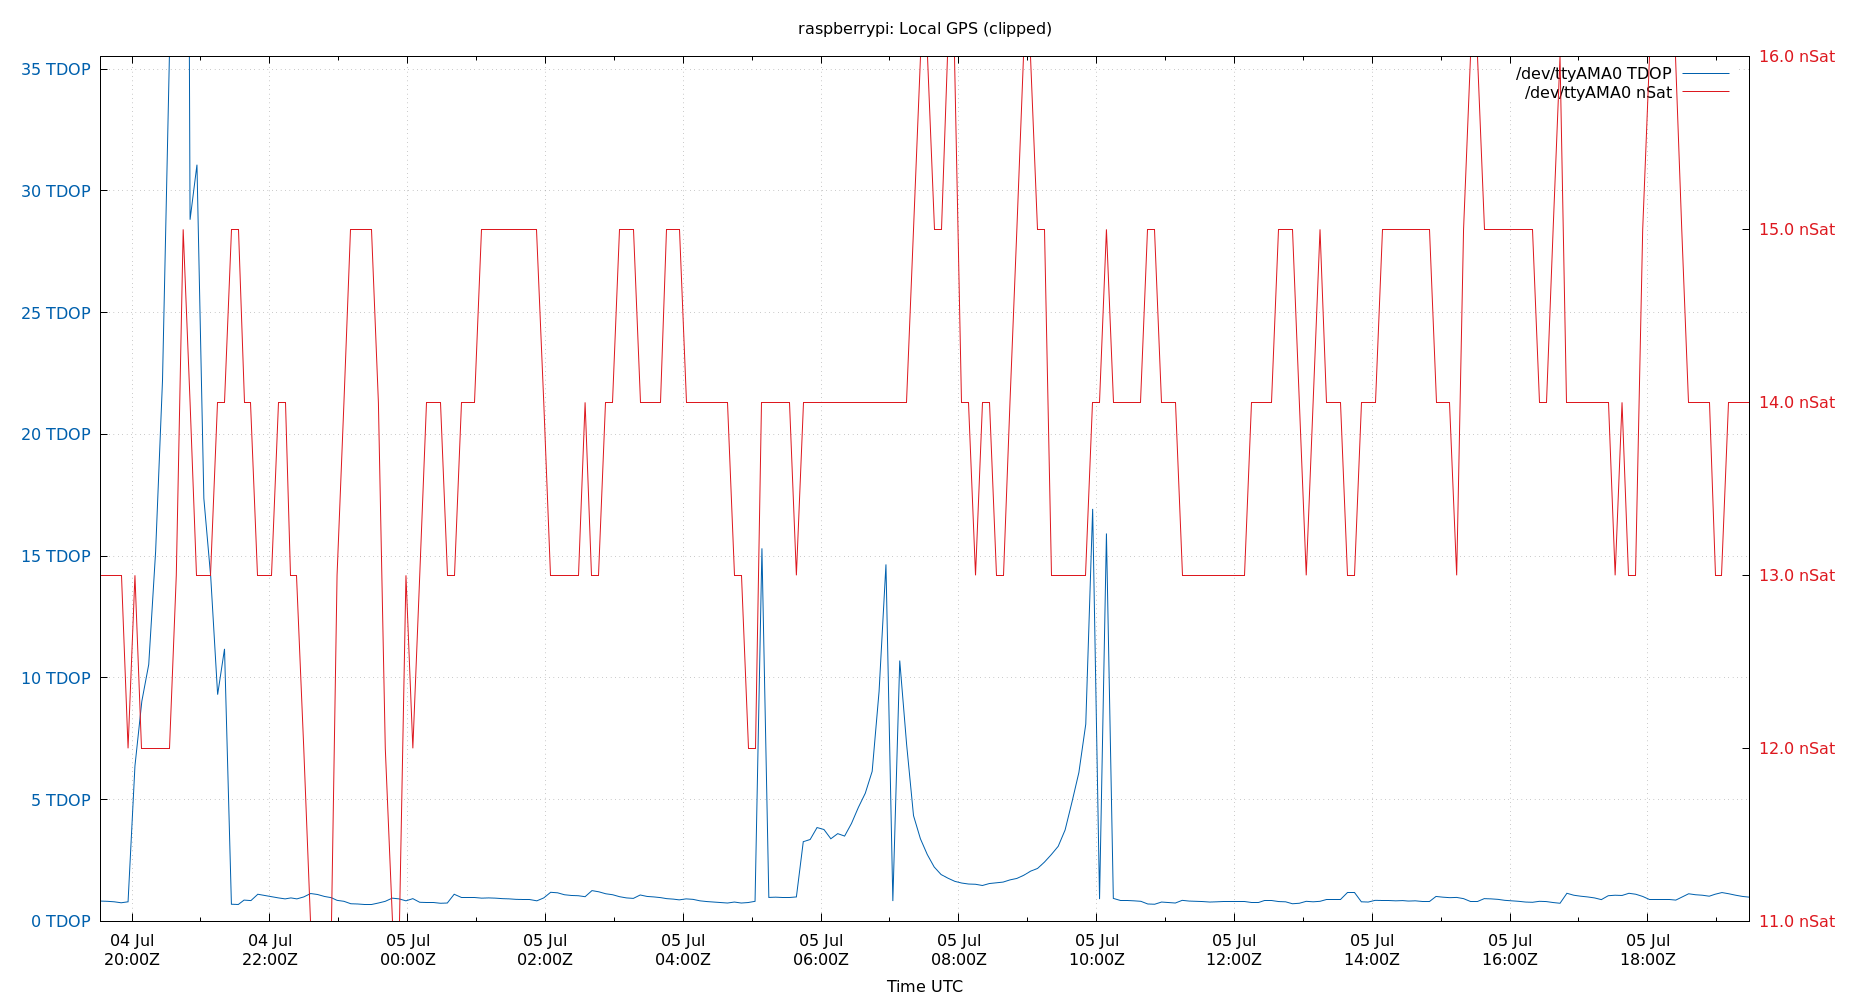 raspberrypi: Local GPS (clipped)
35 TDOP
30 TDOP
25 TDOP
20 TDOP
15 TDOP
10 TDOP
5 TDOP
0 TDOP
16.0 nSat
15.0 nSat
14.0 nSat
13.0 nSat
12.0 nSat
11.0 nSat
/dev/ttyAMA0 TDOP
/dev/ttyAMA0 nSat
04 Jul
20:00Z
04 Jul
22:00Z
05 Jul
00:00Z
05 Jul
02:00Z
05 Jul
04:00Z
05 Jul
06:00Z
05 Jul
08:00Z
05 Jul
10:00Z
05 Jul
12:00Z
05 Jul
14:00Z
05 Jul
16:00Z
05 Jul
18:00Z
Time UTC